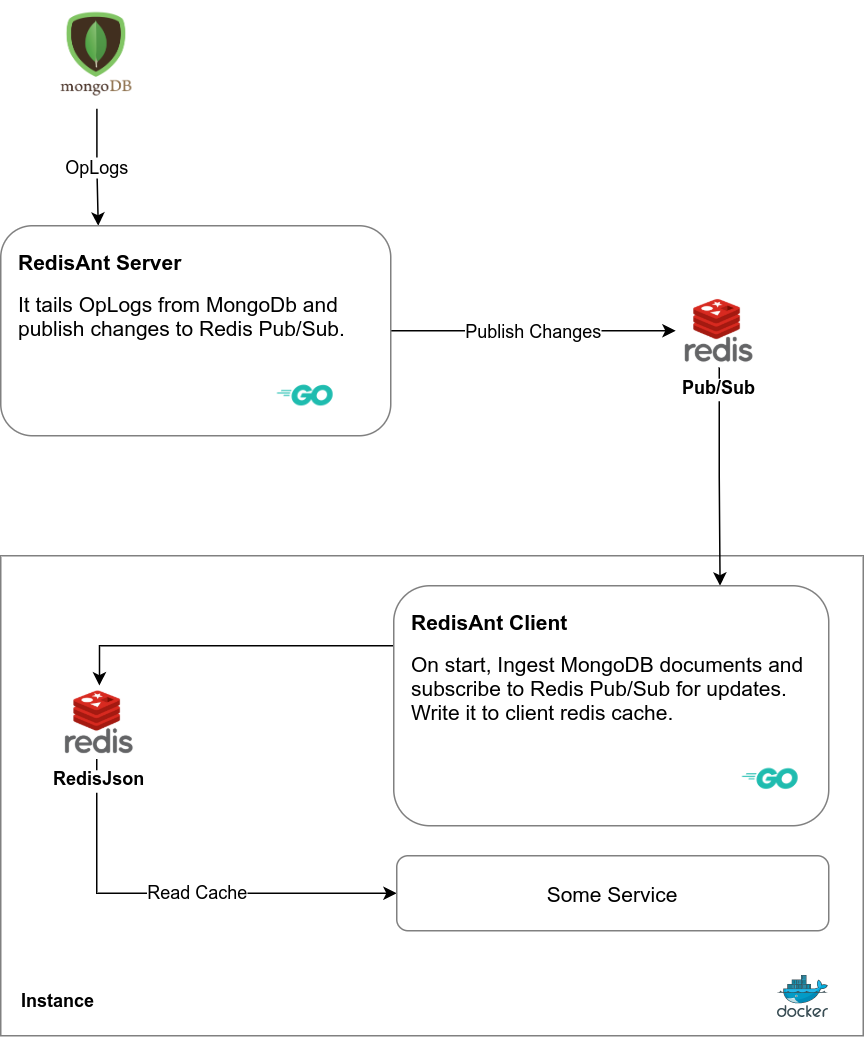 mongoDB
OpLogs
RedisAnt Server
It tails OpLogs from MongoDb and
publish changes to Redis Pub/Sub.
GO
Publish Changes
redis
Pub/Sub
RedisAnt Client
On start, Ingest MongoDB documents and
subscribe to Redis Pub/Sub for updates.
Write it to client redis cache.
GO
redis
RedisJson
Read Cache
Some Service
Instance
docker